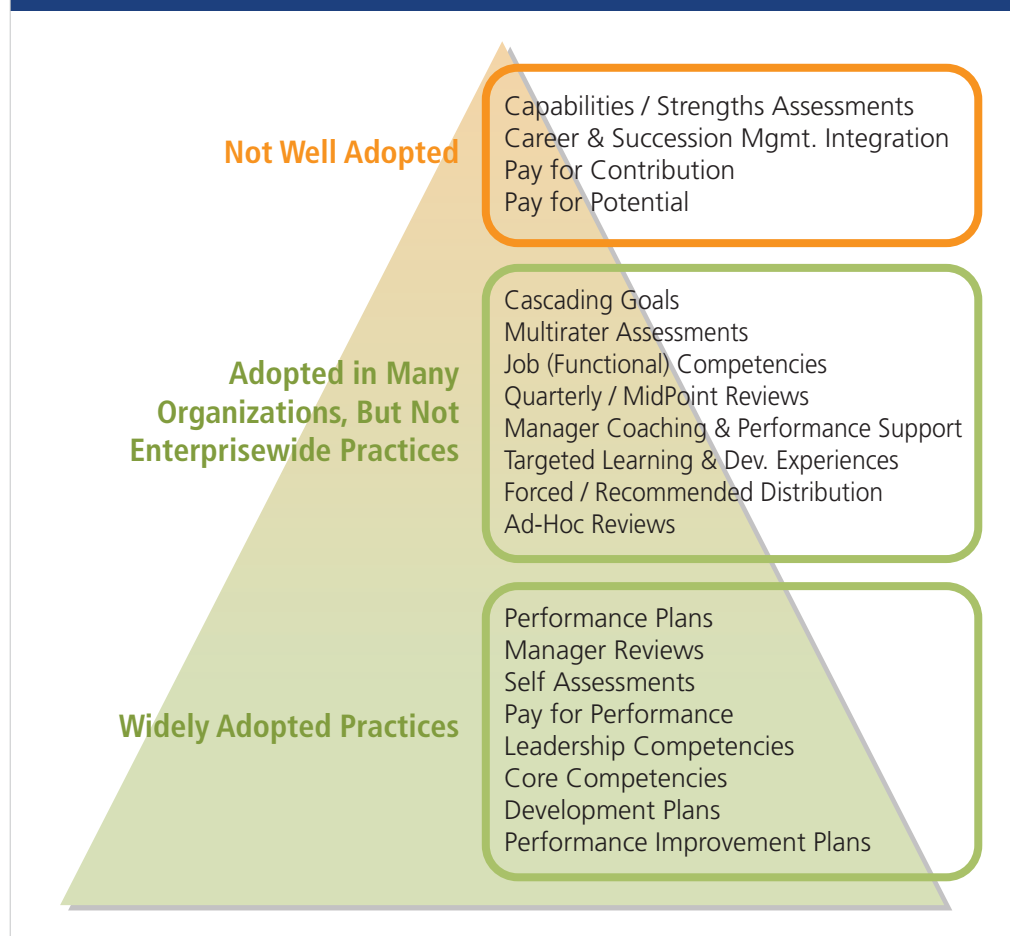 Not Well Adopted
Capabilities / Strengths Assessments
Career & Succession Mgmt. Integration
Pay for Contribution
Pay for Potential
Adopted in Many
Organizations, But Not
Enterprisewide Practices
Cascading Goals
Multirater Assessments
Job (Functional) Competencies
Quarterly / MidPoint Reviews
Manager Coaching & Performance Support
Targeted Learning & Dev. Experiences
Forced / Recommended Distribution
Ad-Hoc Reviews
Widely Adopted Practices
Performance Plans
Manager Reviews
Self Assessments
Pay for Performance
Leadership Competencies
Core Competencies
Development Plans
Performance Improvement Plans